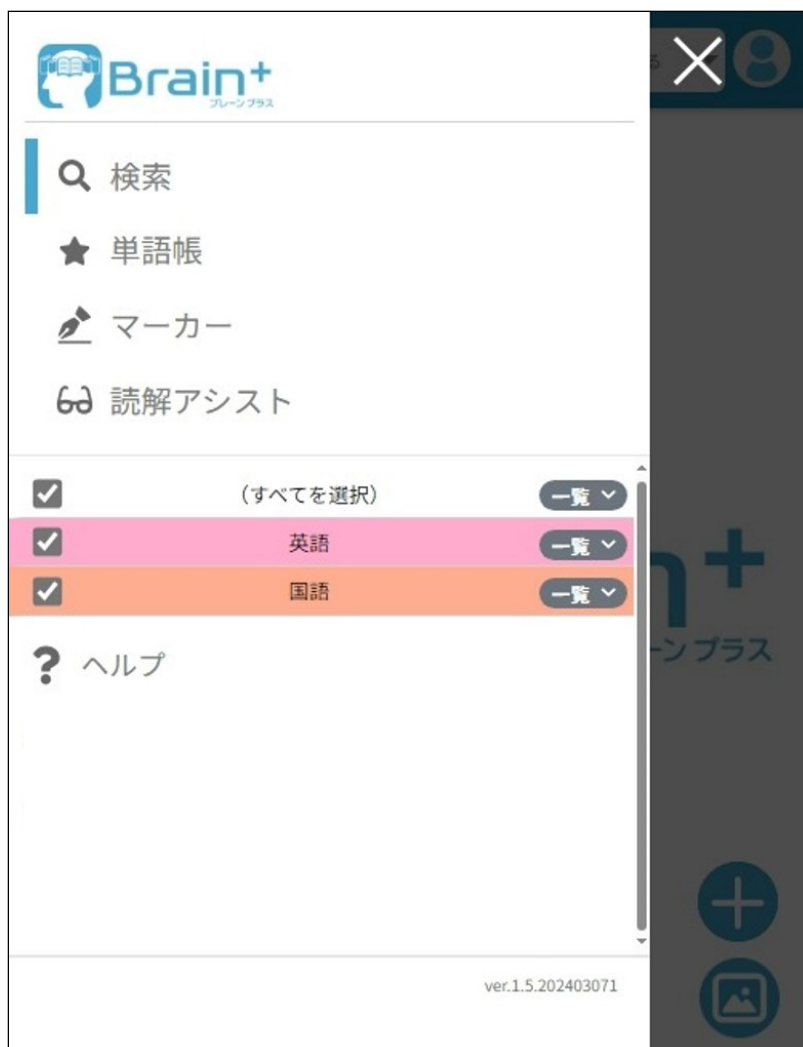 Brain+
ブレーン プラス
検索
単語帳
マーカー
読解アシスト
(すべてを選択)
一覧
英語
一覧
国語
一覧
ヘルプ
ver.1.5.202403071
る
n+
ーン プラス